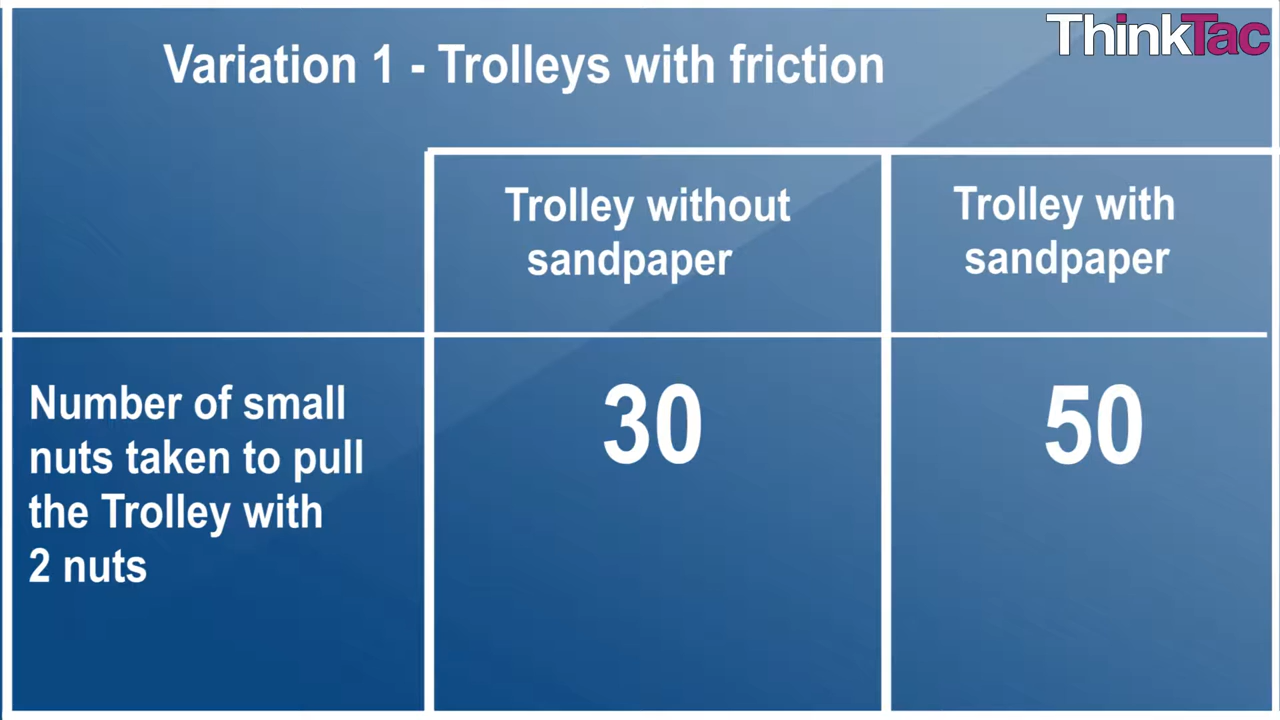 ThinkTac
Variation 1 - Trolleys with friction
Trolley without
sandpaper
Trolley with
sandpaper
Number of small
nuts taken to pull
the Trolley with
2 nuts
30
50